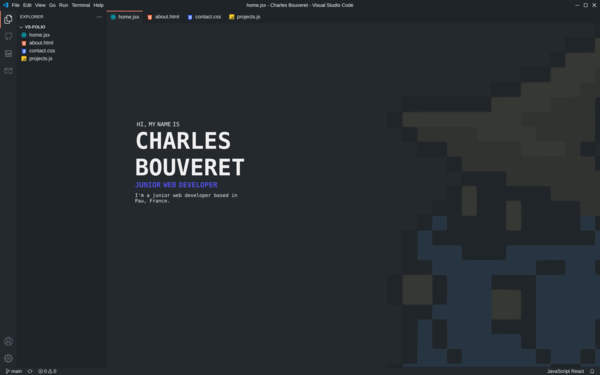 File Edit View Go Run Terminal Help
home.jsx - Charles Bouveret - Visual Studio Code
EXPLORER
VS-FOLIO
home.jsx
about.html
contact.css
projects.js
home.jsx about.html contact.css projects.js
HI, MY NAME IS
CHARLES
BOUVERET
JUNIOR WEB DEVELOPER
I'm a junior web developer based in
Pau, France.
main 0 0 JavaScript React